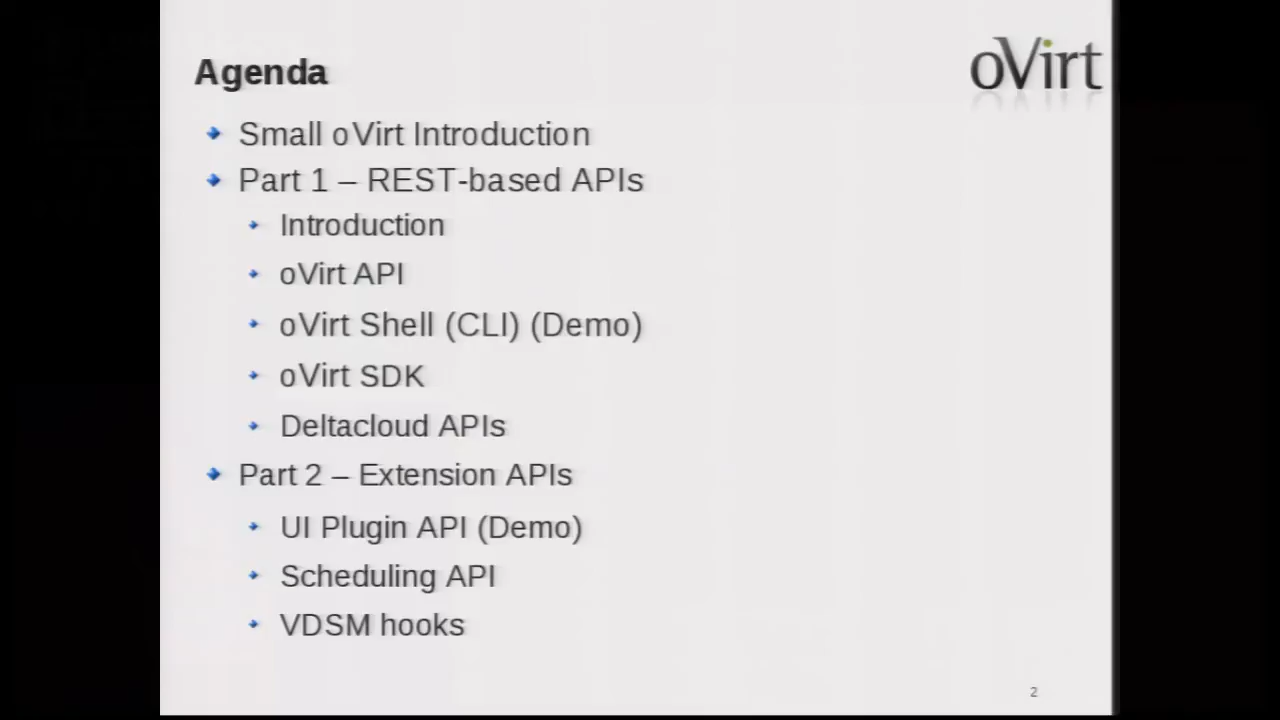 Agenda
oVirt
Small oVirt Introduction
Part 1 – REST-based APIs
Introduction
oVirt API
oVirt Shell (CLI) (Demo)
oVirt SDK
Deltacloud APIs
Part 2 – Extension APIs
UI Plugin API (Demo)
Scheduling API
VDSM hooks
2